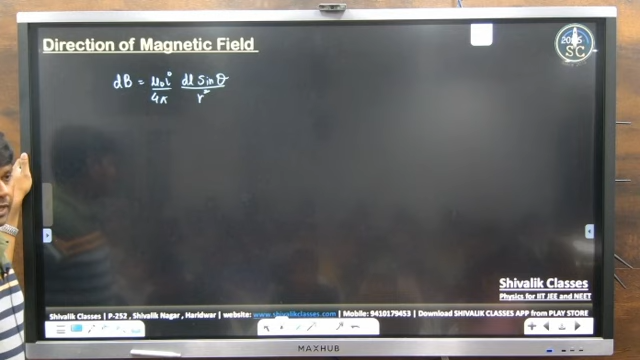 Direction of Magnetic Field
2025
SC
dB = μ₀i/4π dl Sin θ/r²
Shivalik Classes
Physics for IIT JEE and NEET
Shivalik Classes | P-252 , Shivalik Nagar , Haridwar | website: www.shivalikclasses.com | Mobile: 9410179453 | Download SHIVALIK CLASSES APP from PLAY STORE
MAXHUB